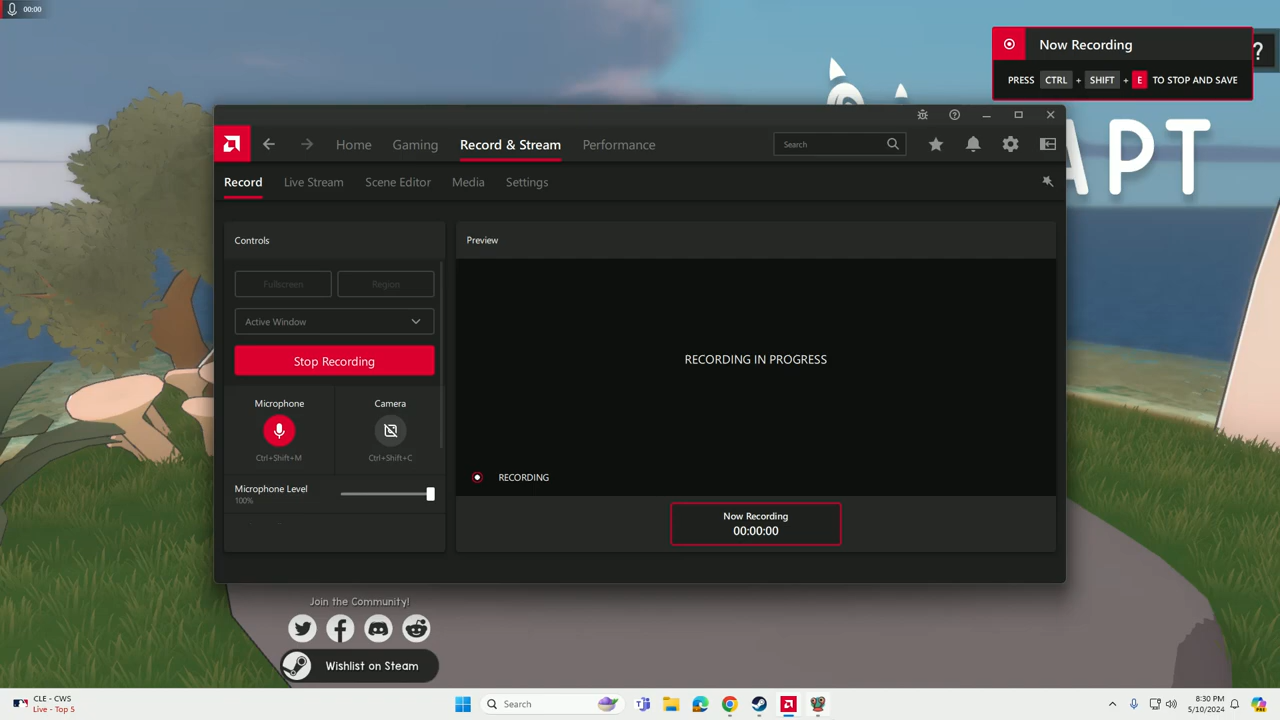 00:00
Now Recording
PRESS CTRL + SHIFT + E TO STOP AND SAVE
?
APT
Home Gaming Record & Stream Performance
Search
Record Live Stream Scene Editor Media Settings
Controls
Fullscreen Region
Active Window
Stop Recording
Microphone Camera
Ctrl+Shift+M Ctrl+Shift+C
Microphone Level
100%
Preview
RECORDING IN PROGRESS
RECORDING
Now Recording
00:00:00
Join the Community!
Wishlist on Steam
CLE - CWS
Live - Top 5
Search
8:30 PM
5/10/2024